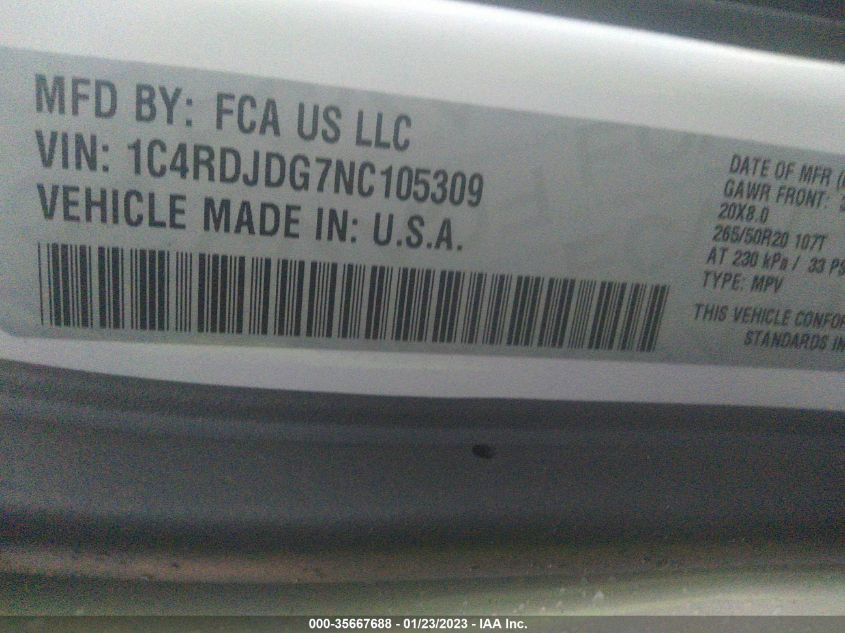 MFD BY: FCA US LLC
VIN: 1C4RDJDG7NC105309
VEHICLE MADE IN: U.S.A.
DATE OF MFR
GAWR FRONT:
20X8.0
265/50R20 107T
AT 230 kPa / 33 PS
TYPE: MPV
THIS VEHICLE CONFOR
STANDARDS IN
000-35667688 - 01/23/2023 - IAA Inc.